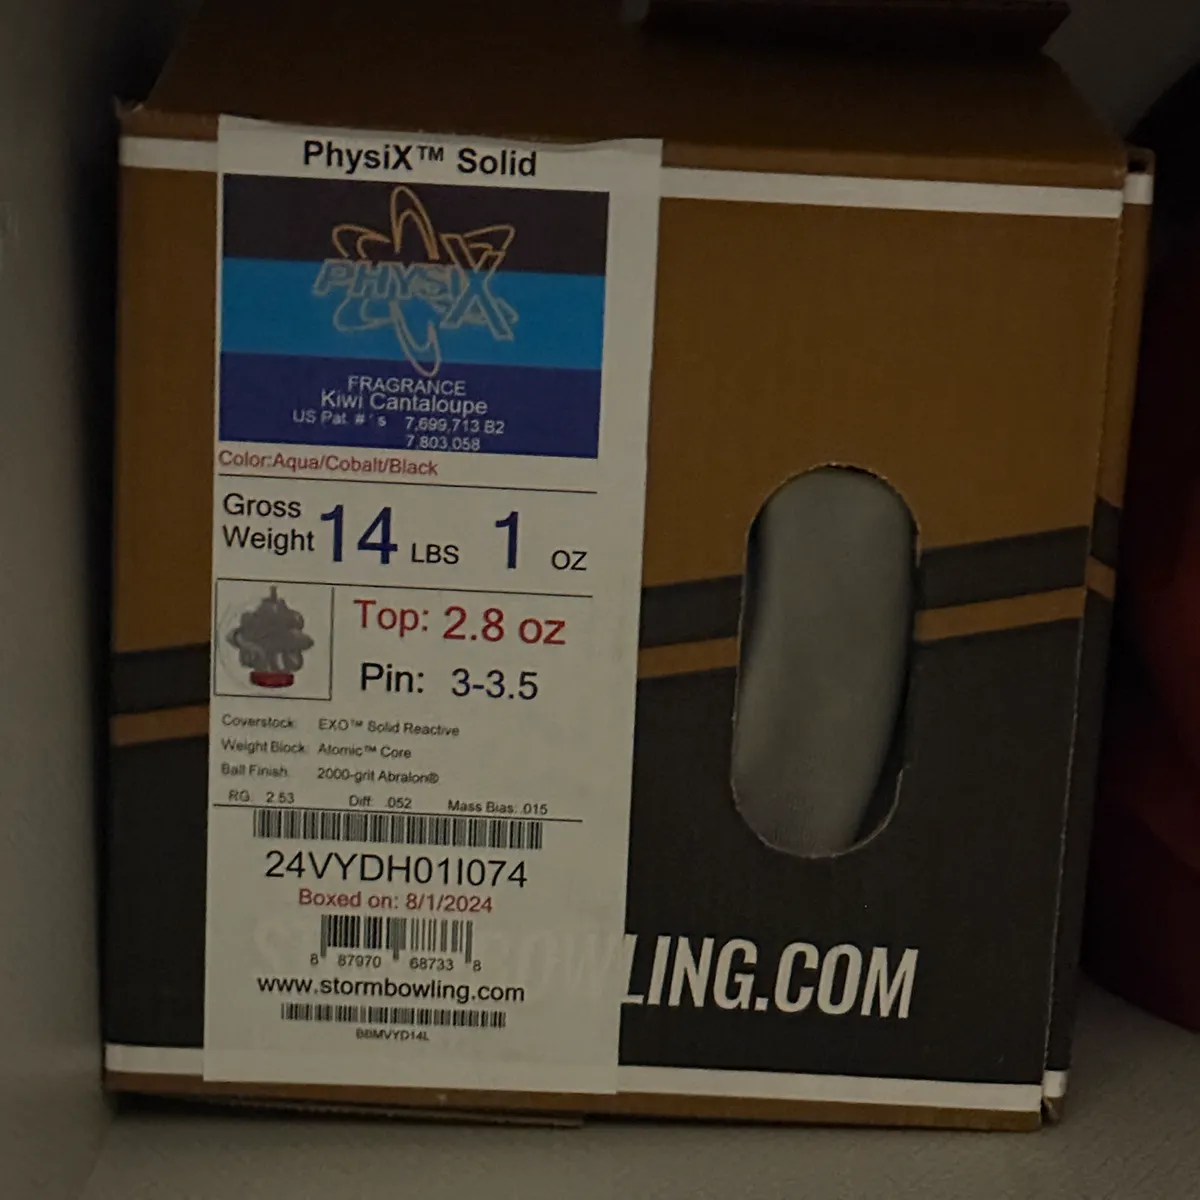 PhysiX™ Solid
PHYSIX
FRAGRANCE
Kiwi Cantaloupe
US Pat. #'s 7,699,713 B2
7,803,058
Color:Aqua/Cobalt/Black
Gross Weight 14 LBS 1 oz
Top: 2.8 oz
Pin: 3-3.5
Coverstock: EXO™ Solid Reactive
Weight Block: Atomic™ Core
Ball Finish: 2000-grit Abralon®
RG: 2.53 Diff: .052 Mass Bias: .015
24VYDH01I074
Boxed on: 8/1/2024
8 87970 68733 8
www.stormbowling.com
BBMVYD14L
BOWLING.COM